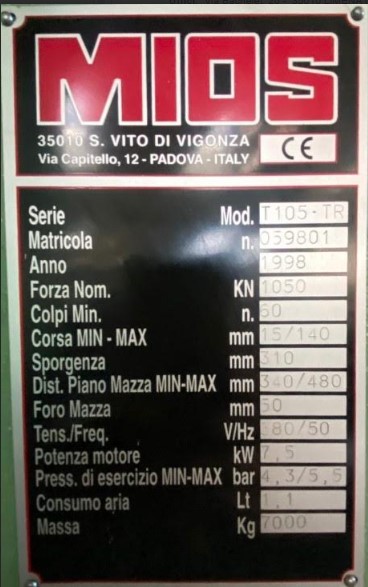 MIOS
35010 S. VITO DI VIGONZA
Via Capitello, 12 - PADOVA - ITALY CE
Serie Mod. T105-TR
Matricola n. 059801
Anno 1998
Forza Nom. KN 1050
Colpi Min. n. 60
Corsa MIN - MAX mm 15/140
Sporgenza mm 310
Dist. Piano Mazza MIN-MAX mm 340/480
Foro Mazza mm 50
Tens./Freq. V/Hz 380/50
Potenza motore kW 7,5
Press. di esercizio MIN-MAX bar 4,3/5,5
Consumo aria Lt 1,1
Massa Kg 7000